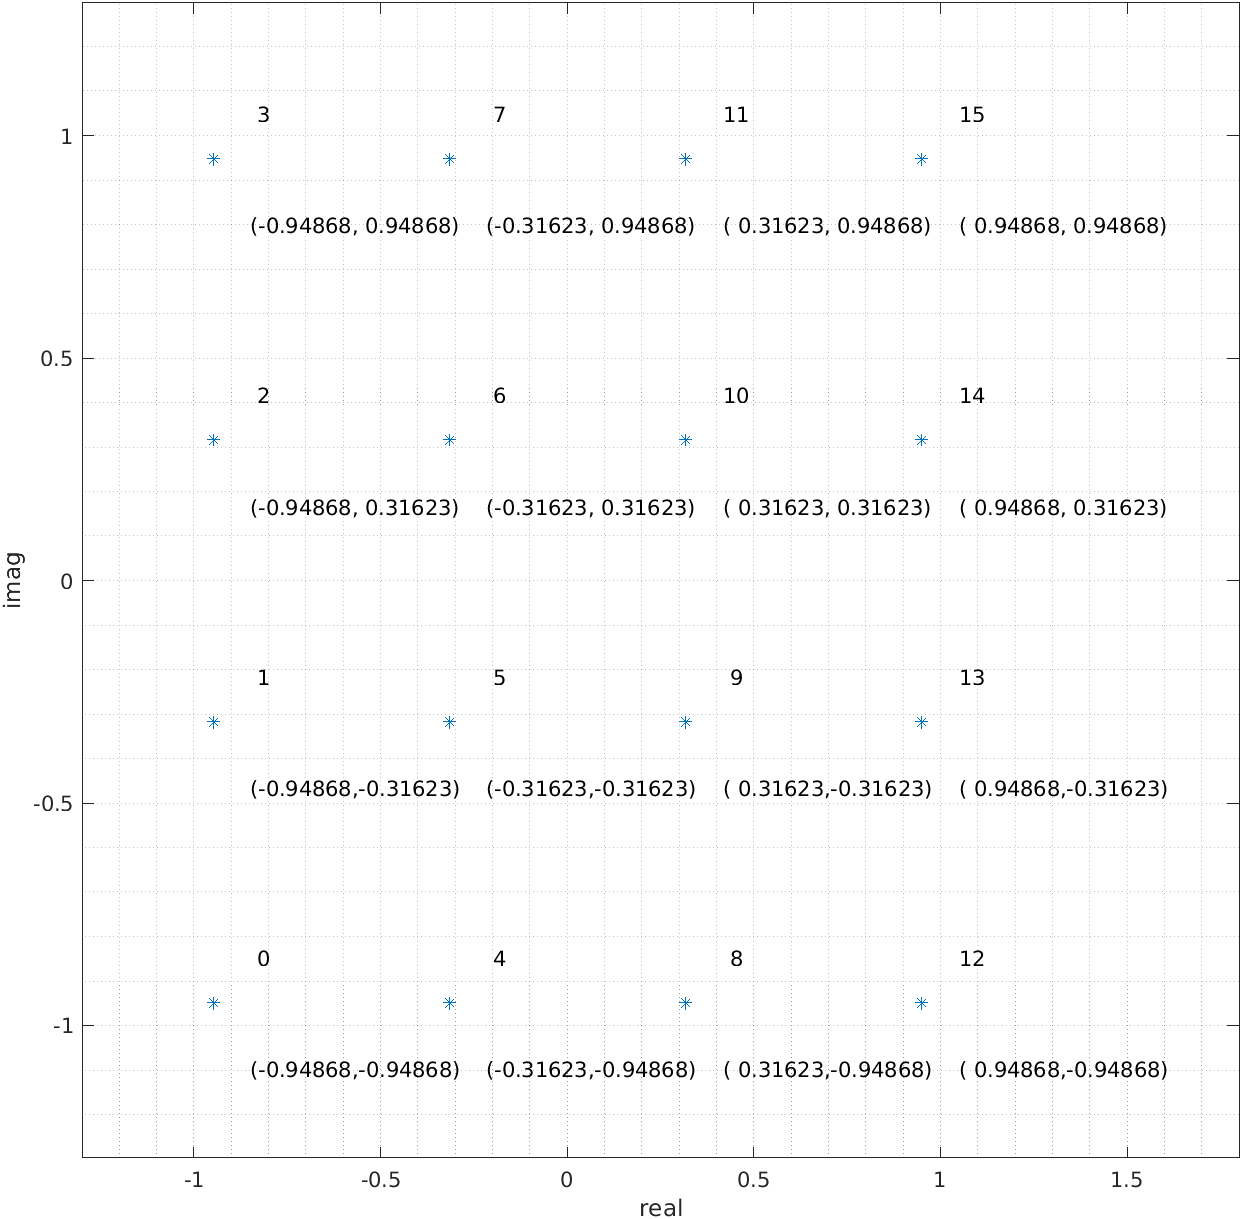 3 7 11 15
1
(-0.94868, 0.94868) (-0.31623, 0.94868) ( 0.31623, 0.94868) ( 0.94868, 0.94868)
0.5
2 6 10 14
(-0.94868, 0.31623) (-0.31623, 0.31623) ( 0.31623, 0.31623) ( 0.94868, 0.31623)
imag
0
1 5 9 13
(-0.94868,-0.31623) (-0.31623,-0.31623) ( 0.31623,-0.31623) ( 0.94868,-0.31623)
-0.5
0 4 8 12
-1
(-0.94868,-0.94868) (-0.31623,-0.94868) ( 0.31623,-0.94868) ( 0.94868,-0.94868)
-1 -0.5 0 0.5 1 1.5
real